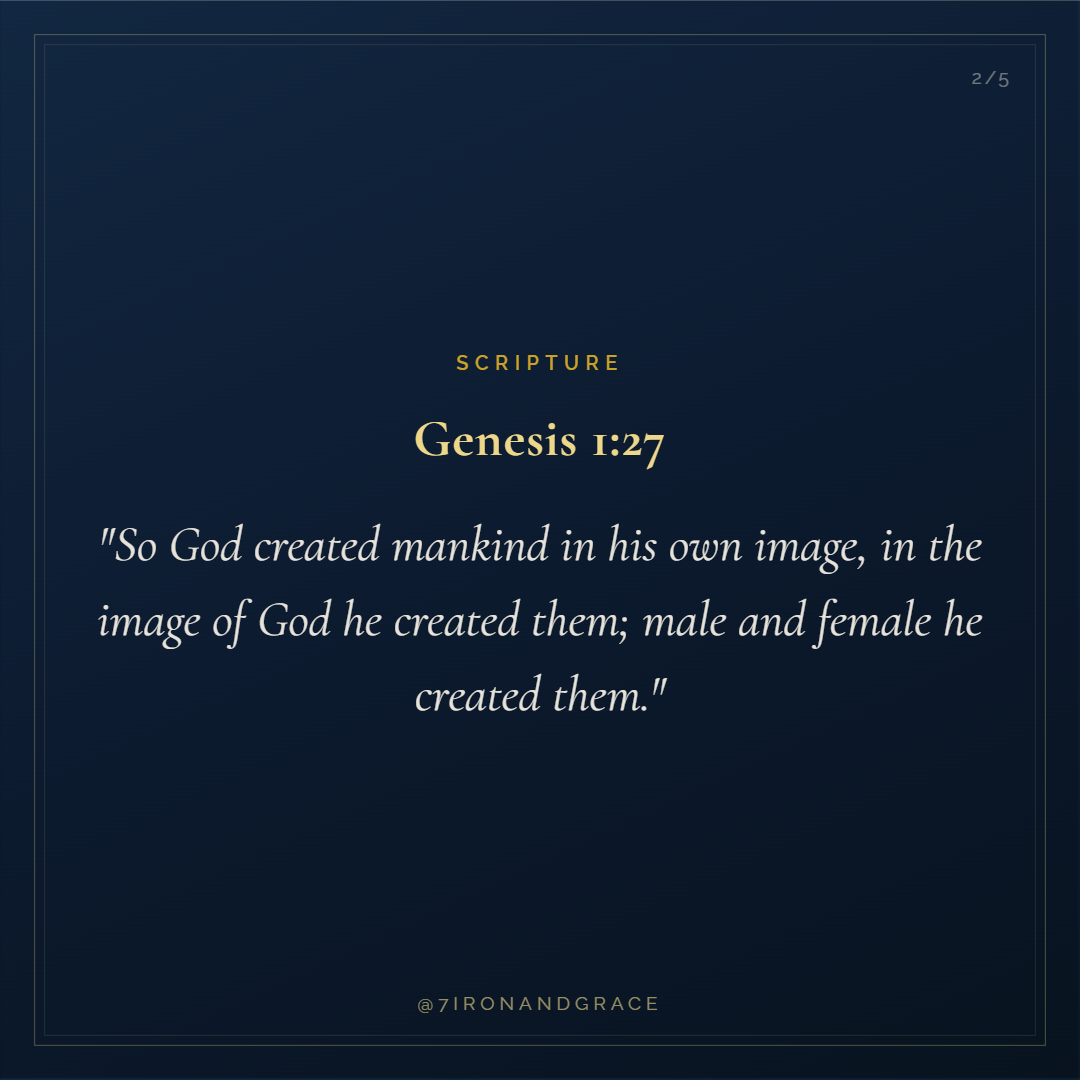 2/5
SCRIPTURE
Genesis 1:27
"So God created mankind in his own image, in the
image of God he created them; male and female he
created them."
@7IRONANDGRACE